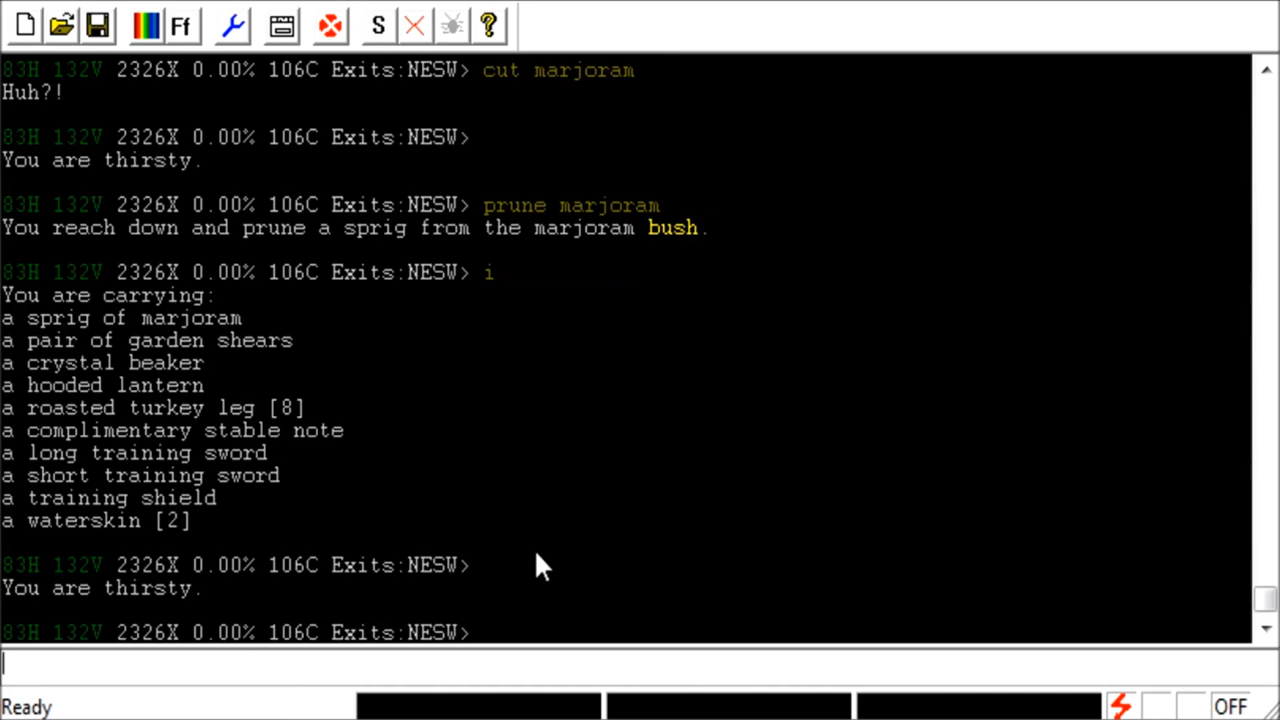 Ff S ?
83H 132V 2326X 0.00% 106C Exits:NESW> cut marjoram
Huh?!
83H 132V 2326X 0.00% 106C Exits:NESW>
You are thirsty.
83H 132V 2326X 0.00% 106C Exits:NESW> prune marjoram
You reach down and prune a sprig from the marjoram bush.
83H 132V 2326X 0.00% 106C Exits:NESW> i
You are carrying:
a sprig of marjoram
a pair of garden shears
a crystal beaker
a hooded lantern
a roasted turkey leg [8]
a complimentary stable note
a long training sword
a short training sword
a training shield
a waterskin [2]
83H 132V 2326X 0.00% 106C Exits:NESW>
You are thirsty.
83H 132V 2326X 0.00% 106C Exits:NESW>
Ready OFF